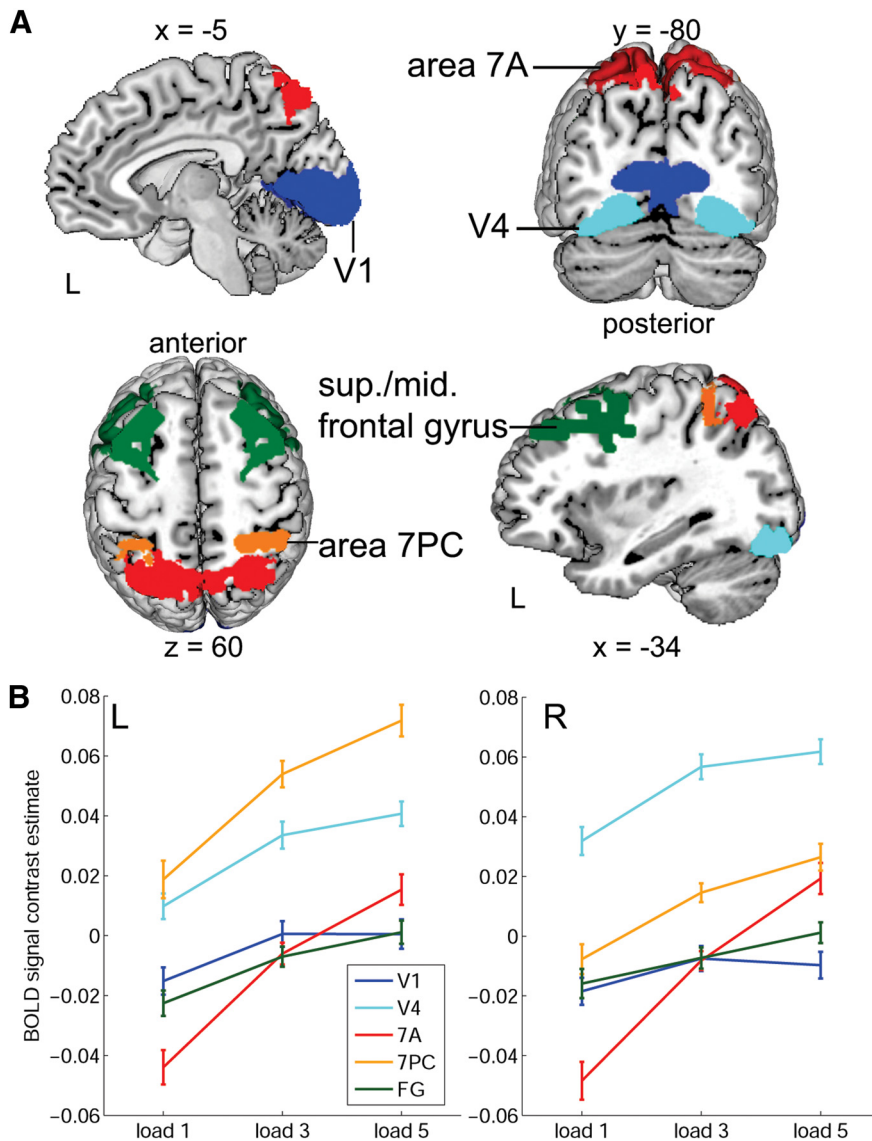 A
x = -5
y = -80
area 7A
V4
V1
L
posterior
anterior
sup./mid.
frontal gyrus
area 7PC
L
z = 60
x = -34
B
L
R
BOLD signal contrast estimate
0.08
0.06
0.04
0.02
0
−0.02
−0.04
−0.06
load 1
load 3
load 5
V1
V4
7A
7PC
FG
0.08
0.06
0.04
0.02
0
−0.02
−0.04
−0.06
load 1
load 3
load 5